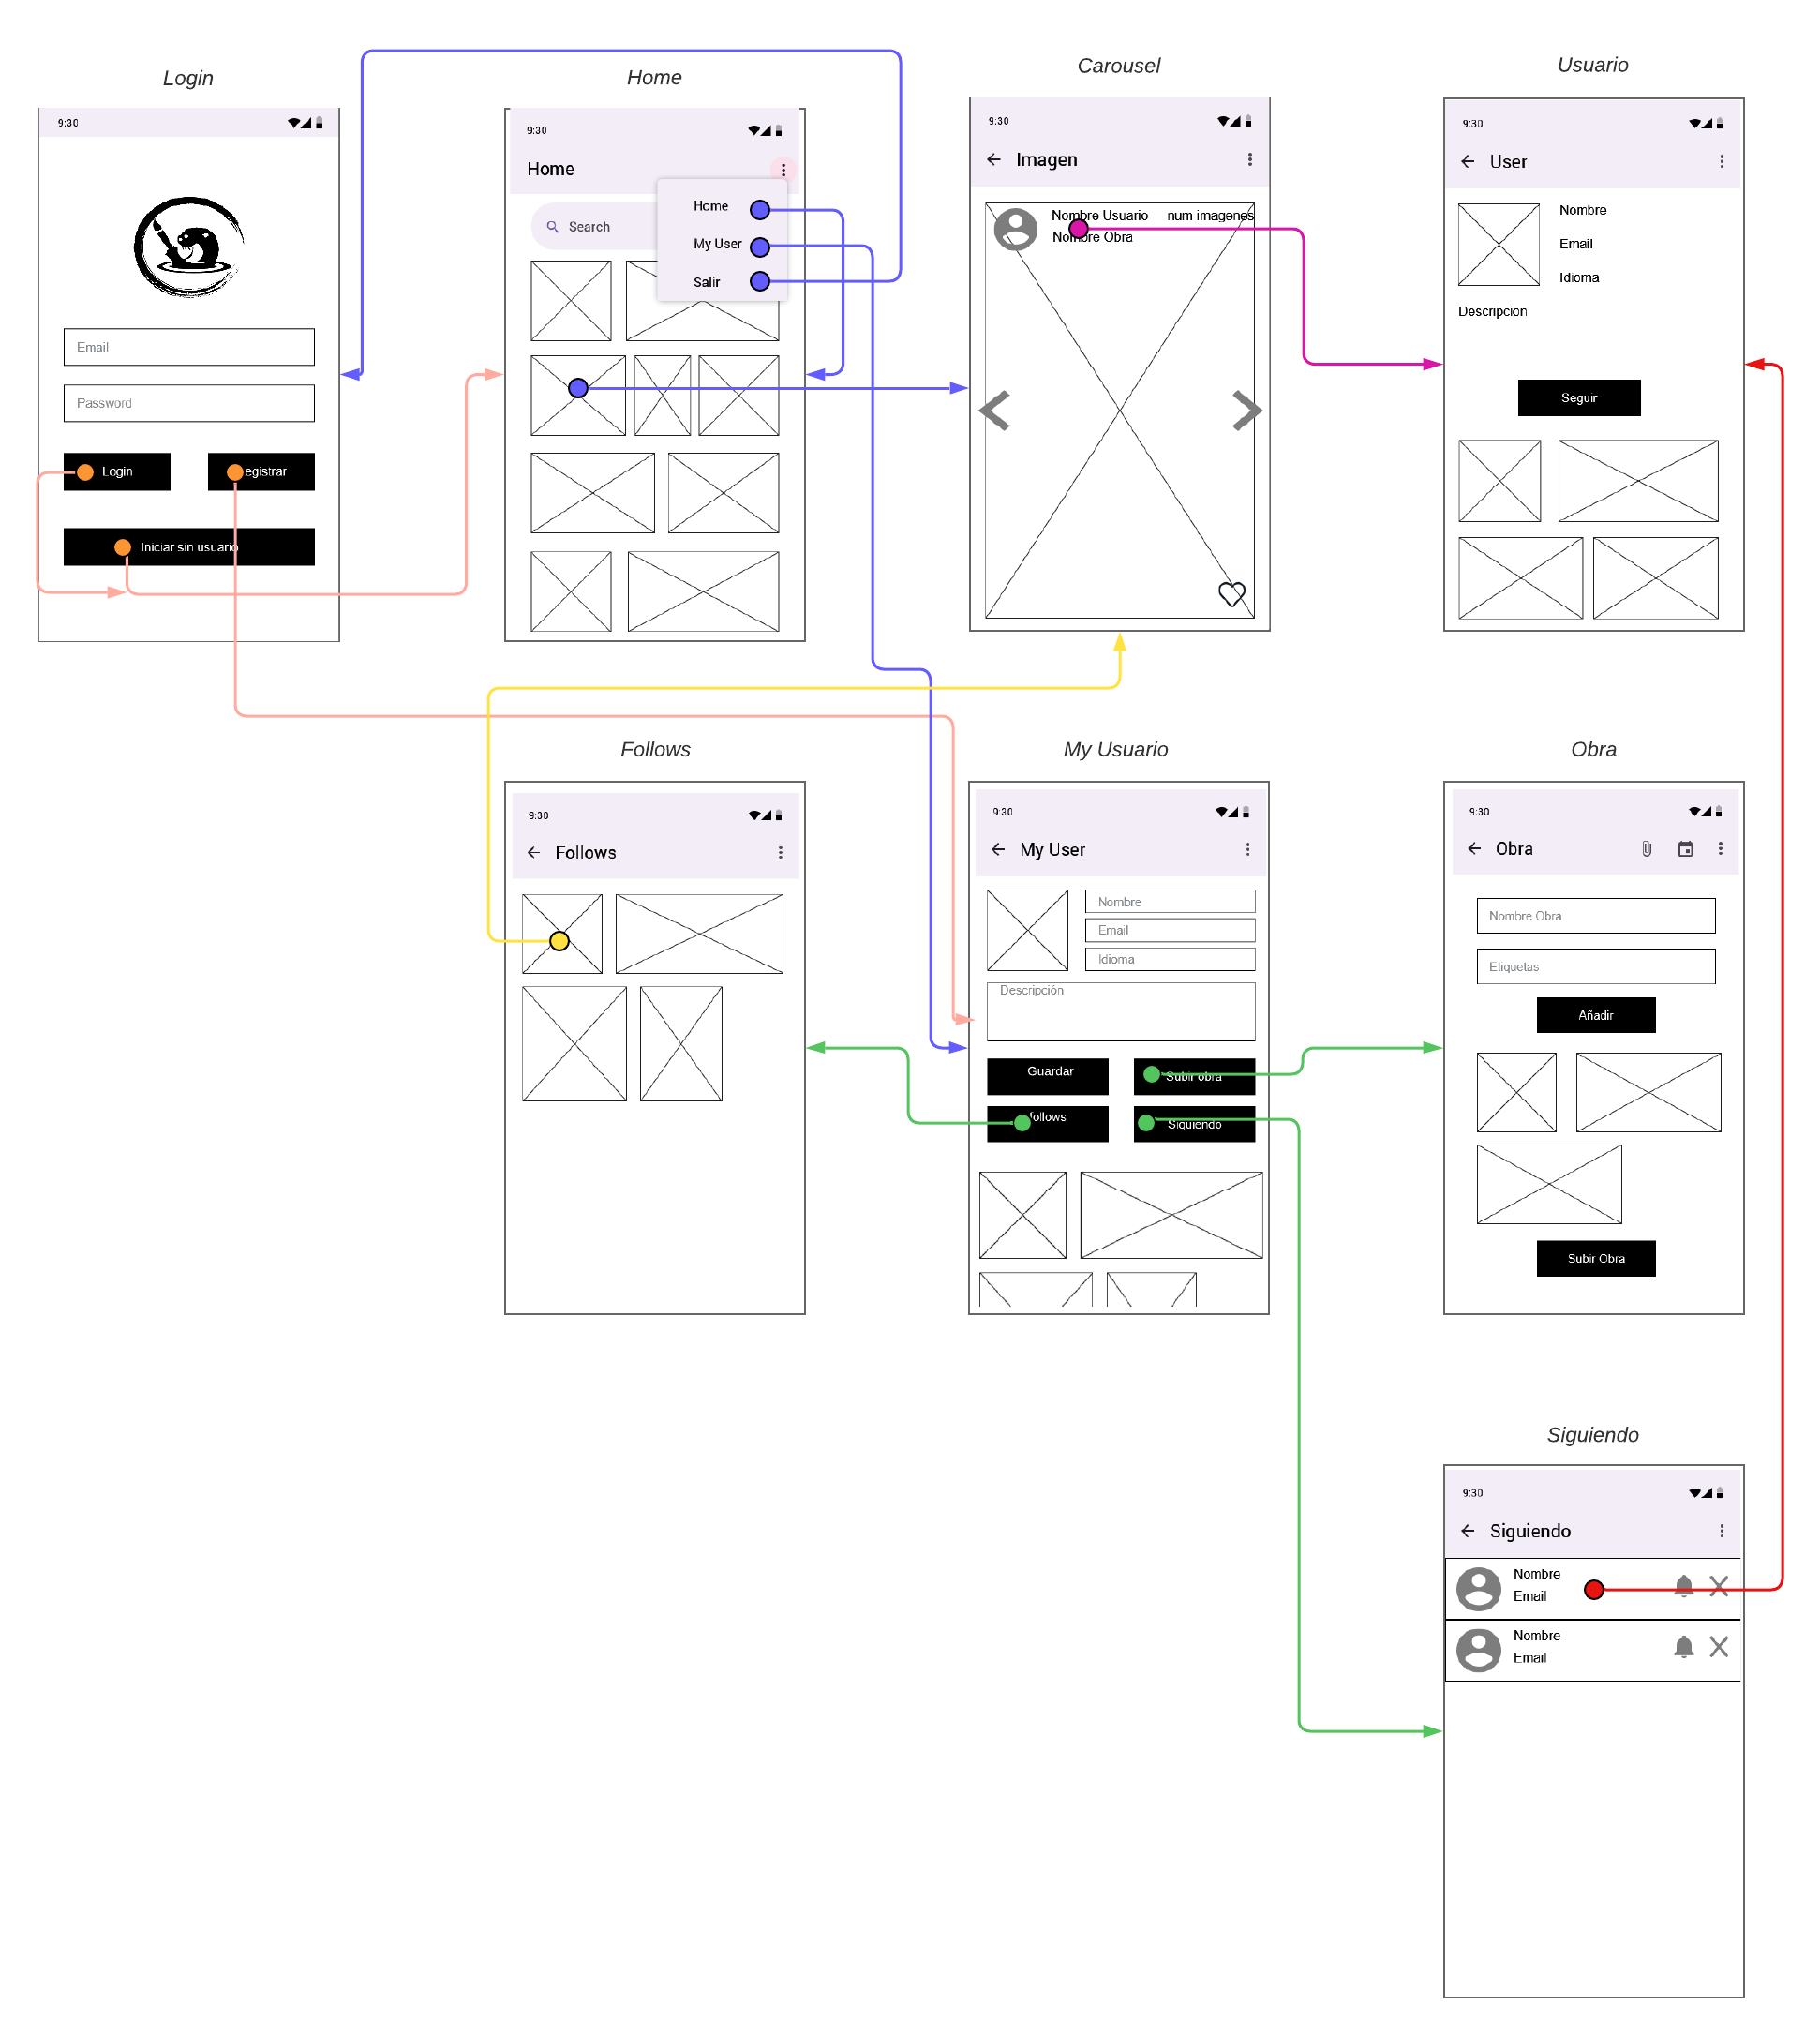 Login
9:30
Email
Password
Login
egistrar
Iniciar sin usuario
Home
9:30
Home
Search
Home
My User
Salir
Carousel
9:30
Imagen
Nombre Usuario num imagenes
Nombre Obra
Usuario
9:30
User
Nombre
Email
Idioma
Descripcion
Seguir
Follows
9:30
Follows
My Usuario
9:30
My User
Nombre
Email
Idioma
Descripción
Guardar
Subir obra
follows
Siguiendo
Obra
9:30
Obra
Nombre Obra
Etiquetas
Añadir
Subir Obra
Siguiendo
9:30
Siguiendo
Nombre
Email
Nombre
Email